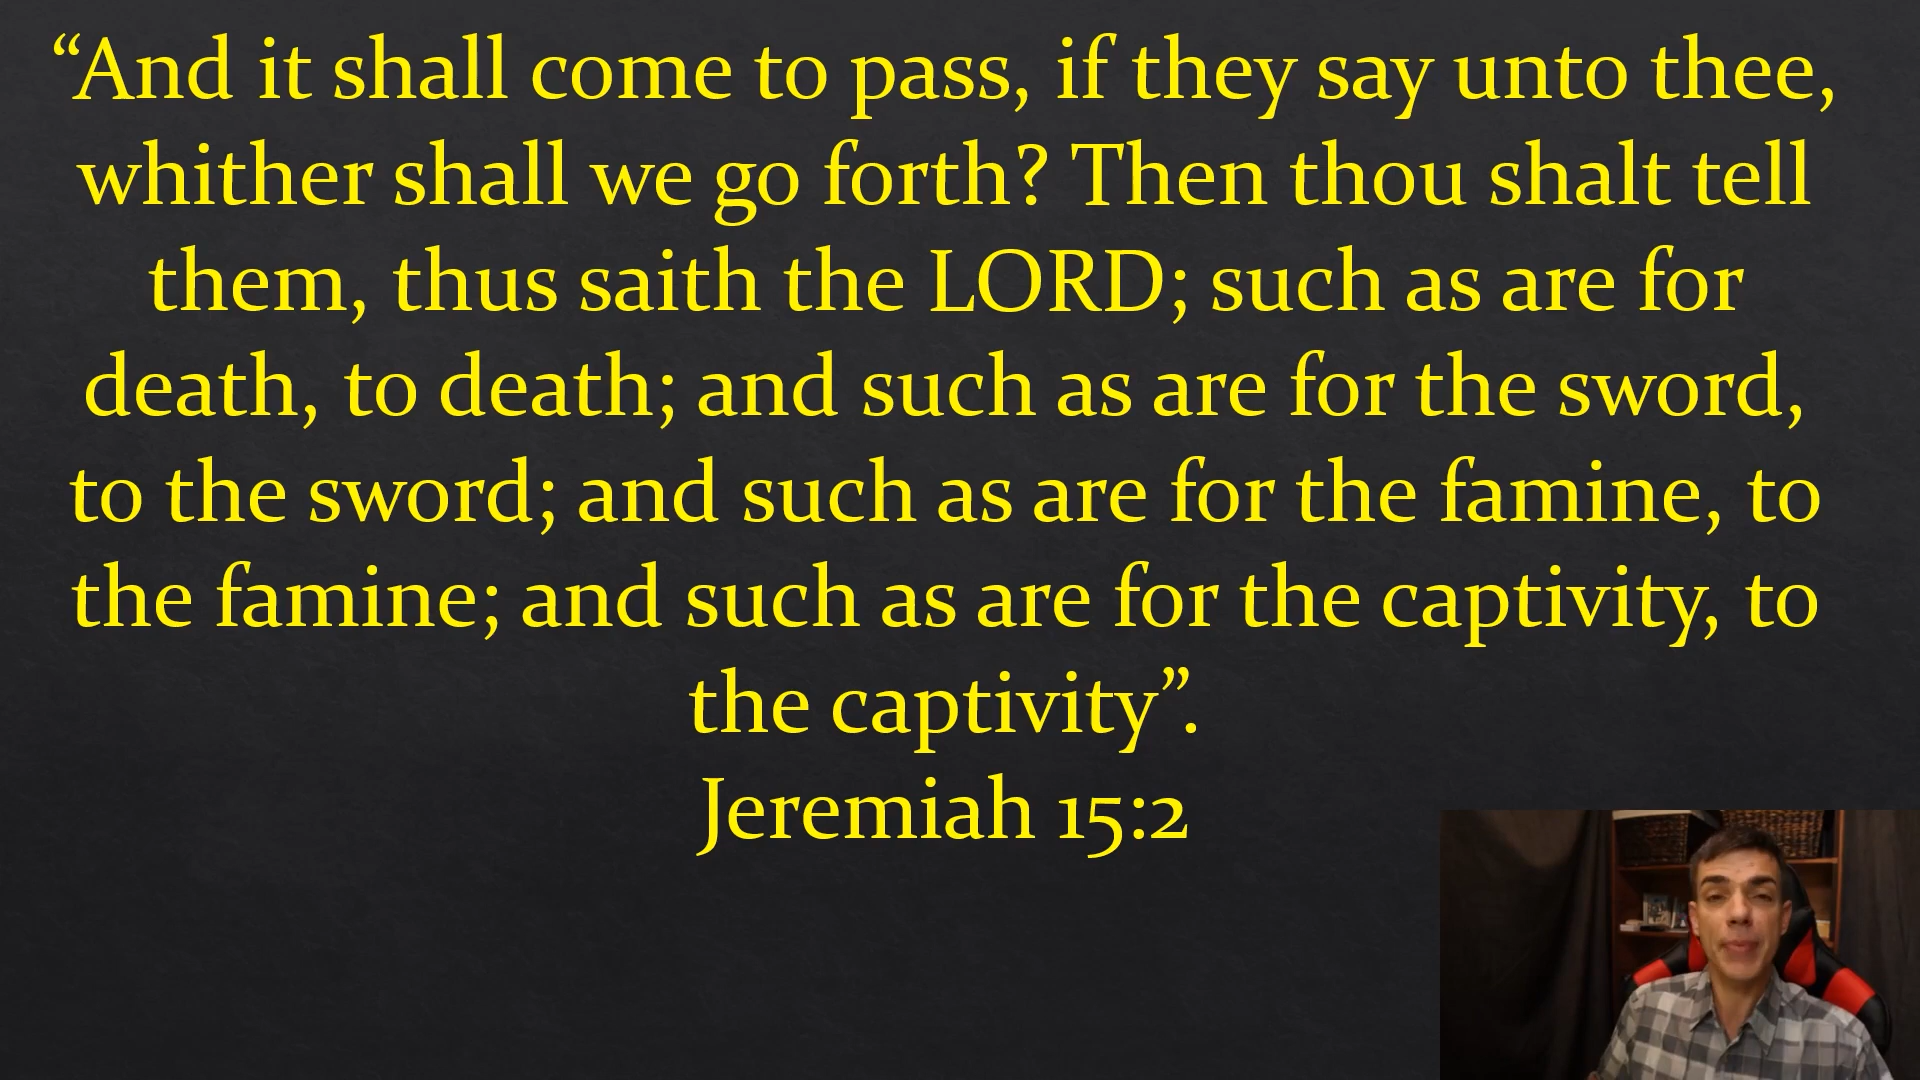 “And it shall come to pass, if they say unto thee,
whither shall we go forth? Then thou shalt tell
them, thus saith the LORD; such as are for
death, to death; and such as are for the sword,
to the sword; and such as are for the famine, to
the famine; and such as are for the captivity, to
the captivity”.
Jeremiah 15:2